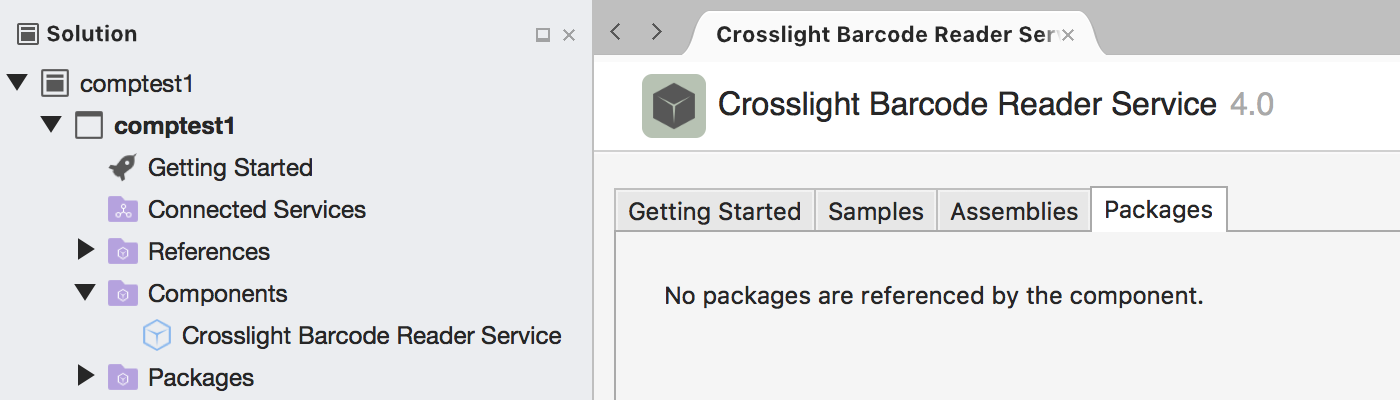 Solution
comptest1
comptest1
Getting Started
Connected Services
References
Components
Crosslight Barcode Reader Service
Packages
Crosslight Barcode Reader Ser
Crosslight Barcode Reader Service 4.0
Getting Started Samples Assemblies Packages
No packages are referenced by the component.